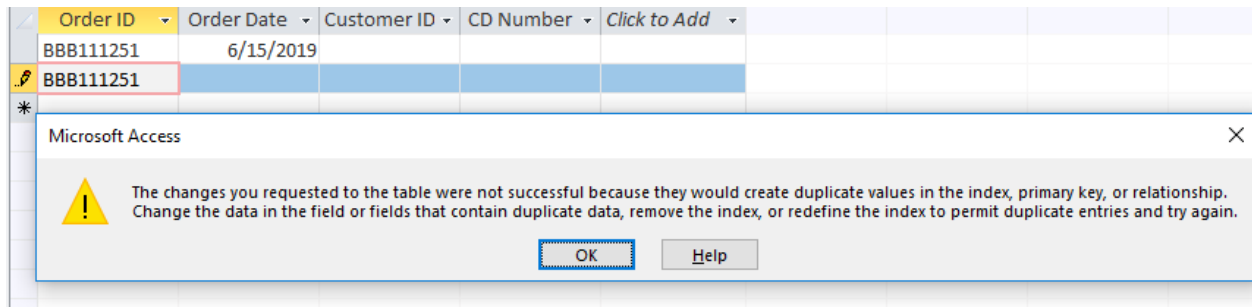 Order ID Order Date Customer ID CD Number Click to Add
BBB111251 6/15/2019
BBB111251
Microsoft Access
The changes you requested to the table were not successful because they would create duplicate values in the index, primary key, or relationship.
Change the data in the field or fields that contain duplicate data, remove the index, or redefine the index to permit duplicate entries and try again.
OK Help